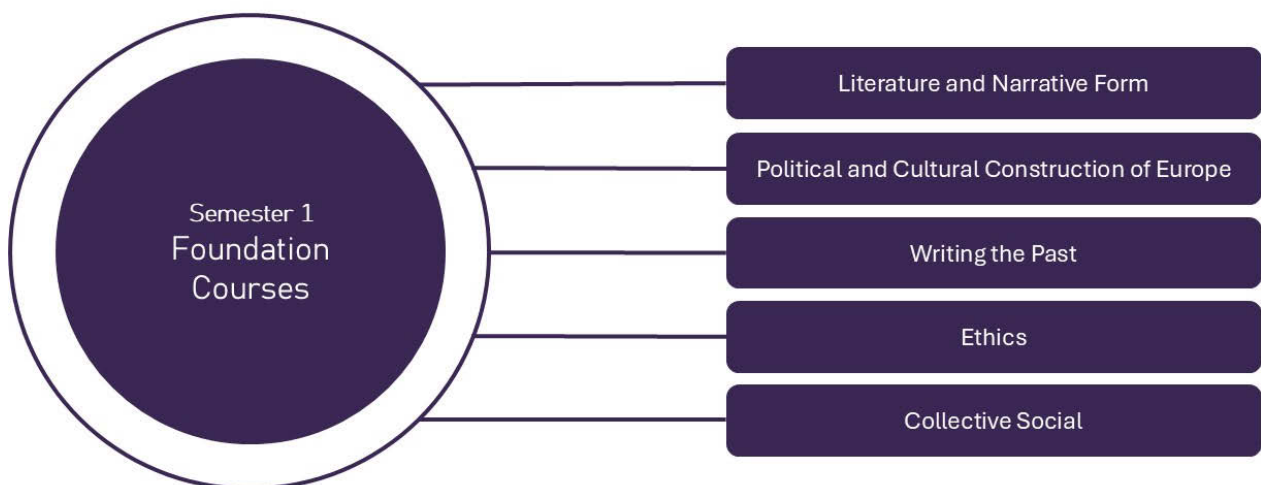 Semester 1
Foundation
Courses
Literature and Narrative Form
Political and Cultural Construction of Europe
Writing the Past
Ethics
Collective Social